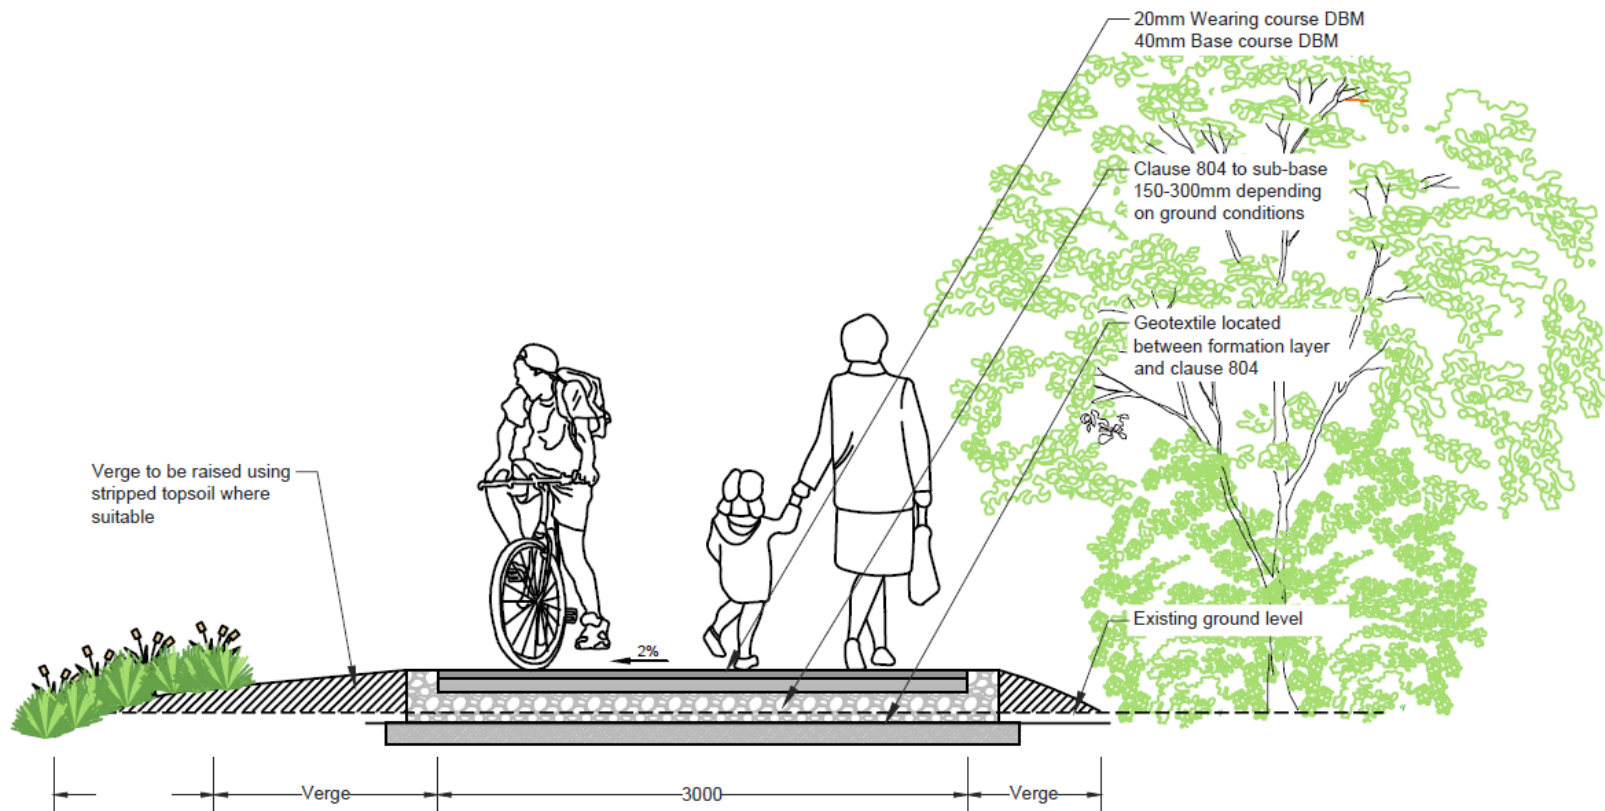 20mm Wearing course DBM
40mm Base course DBM
Clause 804 to sub-base
150-300mm depending
on ground conditions
Geotextile located
between formation layer
and clause 804
Verge to be raised using
stripped topsoil where
suitable
Existing ground level
2%
Verge
3000
Verge